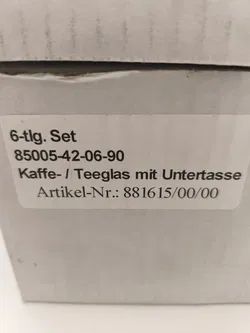 6-tlg. Set
85005-42-06-90
Kaffe- / Teeglas mit Untertasse
Artikel-Nr.: 881615/00/00